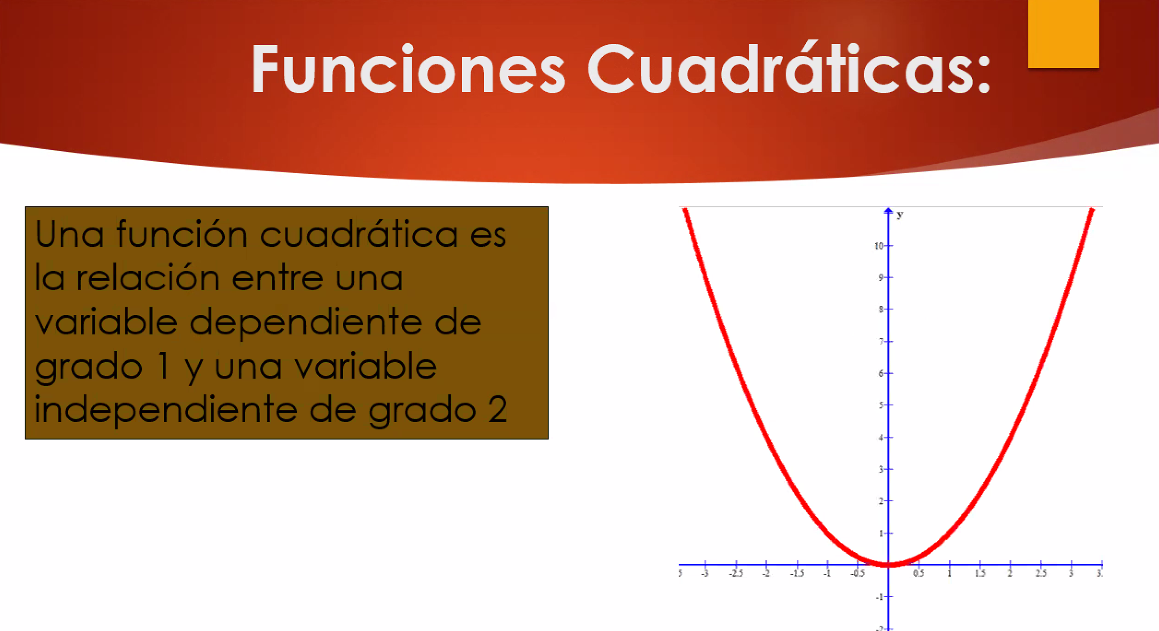 Funciones Cuadráticas:
Una función cuadrática es
la relación entre una
variable dependiente de
grado 1 y una variable
independiente de grado 2
y
10
9
8
7
6
5
4
3
2
1
5 -3 -2.5 -2 -1.5 -1 -0.5 0.5 1 1.5 2 2.5 3 3.
-1
-2